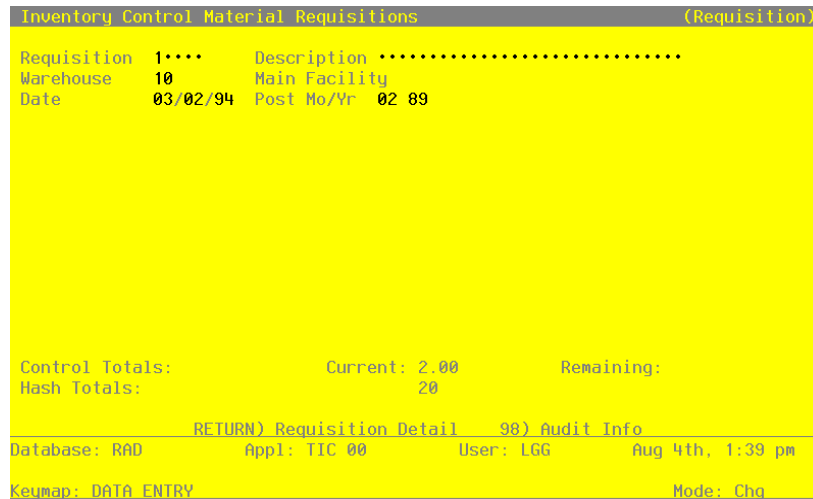 Inventory Control Material Requisitions (Requisition)
Requisition 1•••• Description ••••••••••••••••••••••••••••••
Warehouse 10 Main Facility
Date 03/02/94 Post Mo/Yr 02 89
Control Totals: Current: 2.00 Remaining:
Hash Totals: 20
RETURN) Requisition Detail 98) Audit Info
Database: RAD Appl: TIC 00 User: LGG Aug 4th, 1:39 pm
Keymap: DATA ENTRY Mode: Chg